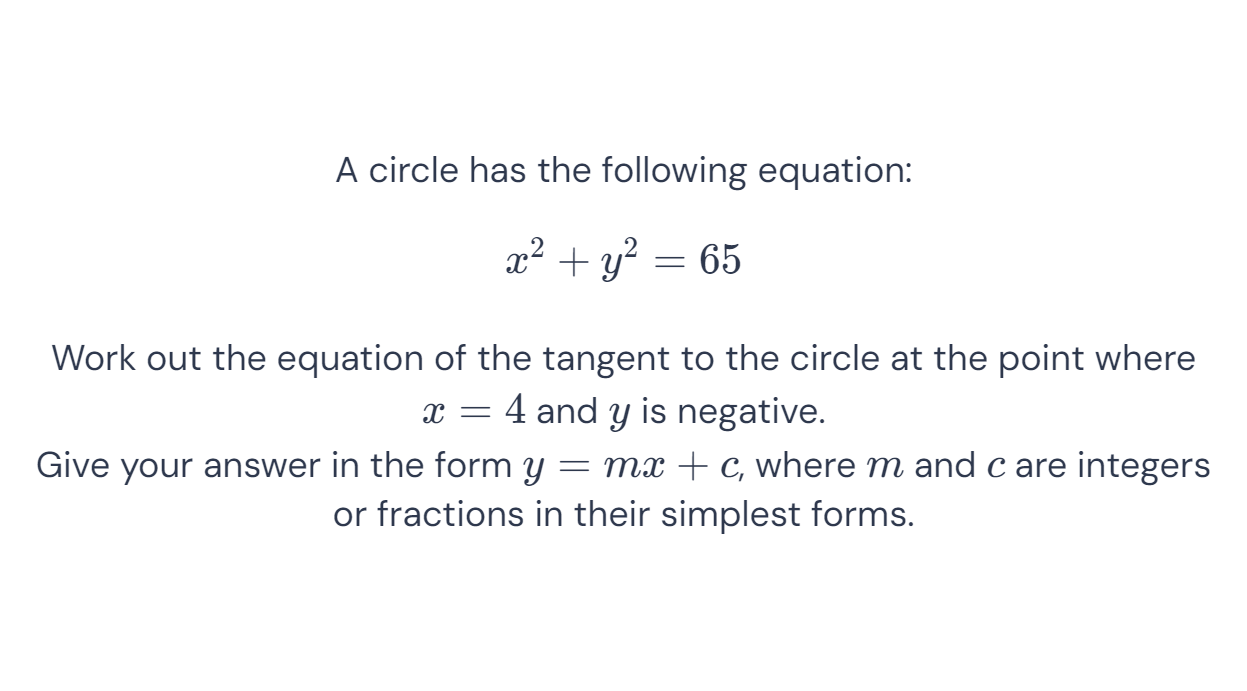 A circle has the following equation:
x² + y² = 65
Work out the equation of the tangent to the circle at the point where
x = 4 and y is negative.
Give your answer in the form y = mx + c, where m and c are integers
or fractions in their simplest forms.